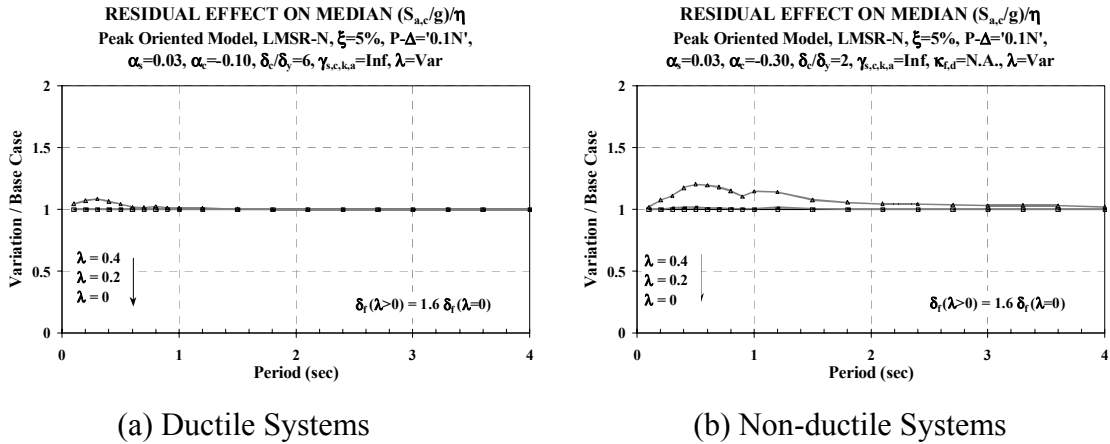 RESIDUAL EFFECT ON MEDIAN (Sa,c/g)/η
Peak Oriented Model, LMSR-N, ξ=5%, P-Δ='0.1N',
αs=0.03, αc=-0.10, δc/δy=6, γs,c,k,a=Inf, λ=Var
Variation / Base Case
2
1.5
1
0.5
0
λ = 0.4
λ = 0.2
λ = 0
δf(λ>0) = 1.6 δf(λ=0)
0 1 2 3 4
Period (sec)
(a) Ductile Systems
RESIDUAL EFFECT ON MEDIAN (Sa,c/g)/η
Peak Oriented Model, LMSR-N, ξ=5%, P-Δ='0.1N',
αs=0.03, αc=-0.30, δc/δy=2, γs,c,k,a=Inf, κf,d=N.A., λ=Var
Variation / Base Case
2
1.5
1
0.5
0
λ = 0.4
λ = 0.2
λ = 0
δf(λ>0) = 1.6 δf(λ=0)
0 1 2 3 4
Period (sec)
(b) Non-ductile Systems